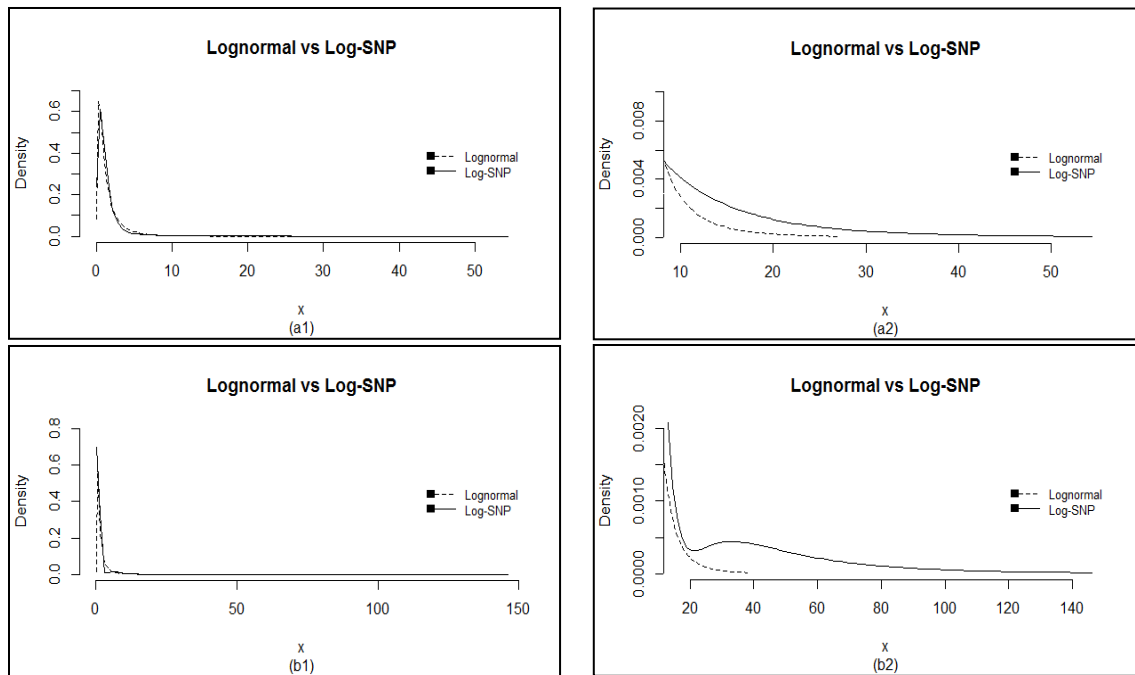 Lognormal vs Log-SNP
Density
0.0 0.2 0.4 0.6
Lognormal
Log-SNP
0 10 20 30 40 50
x
(a1)
Lognormal vs Log-SNP
Density
0.000 0.004 0.008
Lognormal
Log-SNP
10 20 30 40 50
x
(a2)
Lognormal vs Log-SNP
Density
0.0 0.2 0.4 0.6 0.8
Lognormal
Log-SNP
0 50 100 150
x
(b1)
Lognormal vs Log-SNP
Density
0.0000 0.0010 0.0020
Lognormal
Log-SNP
20 40 60 80 100 120 140
x
(b2)